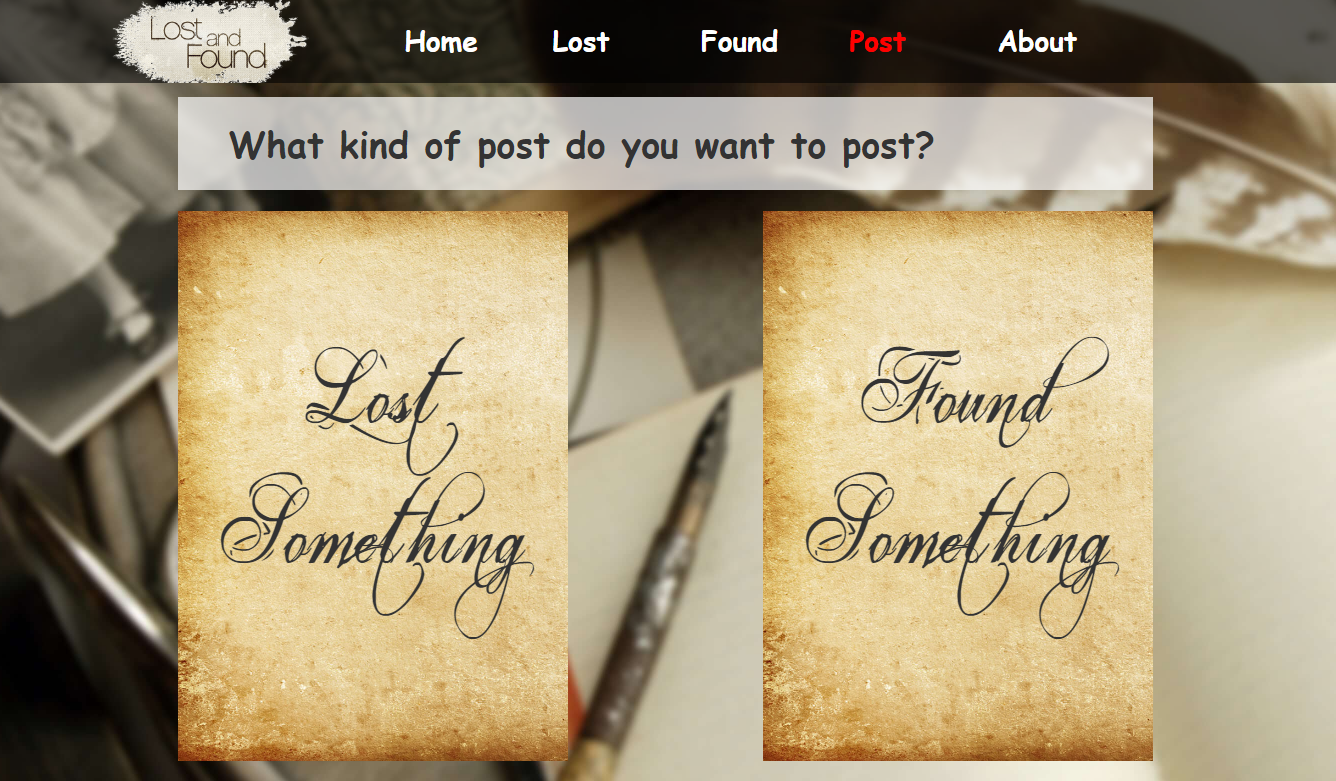 Lost
and
Found
Home Lost Found Post About
What kind of post do you want to post?
Lost
Something
Found
Something